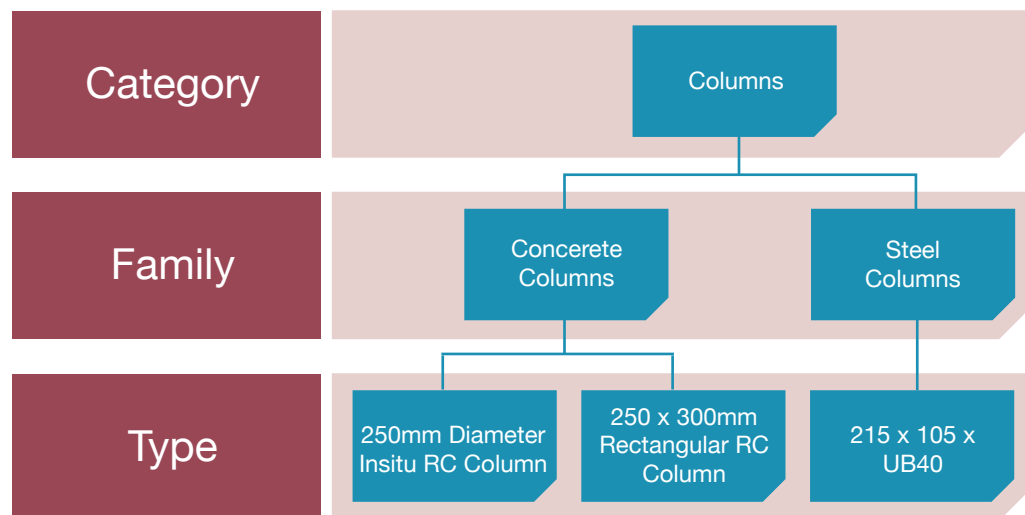 Category
Columns
Family
Concerete
Columns
Steel
Columns
Type
250mm Diameter
Insitu RC Column
250 x 300mm
Rectangular RC
Column
215 x 105 x
UB40